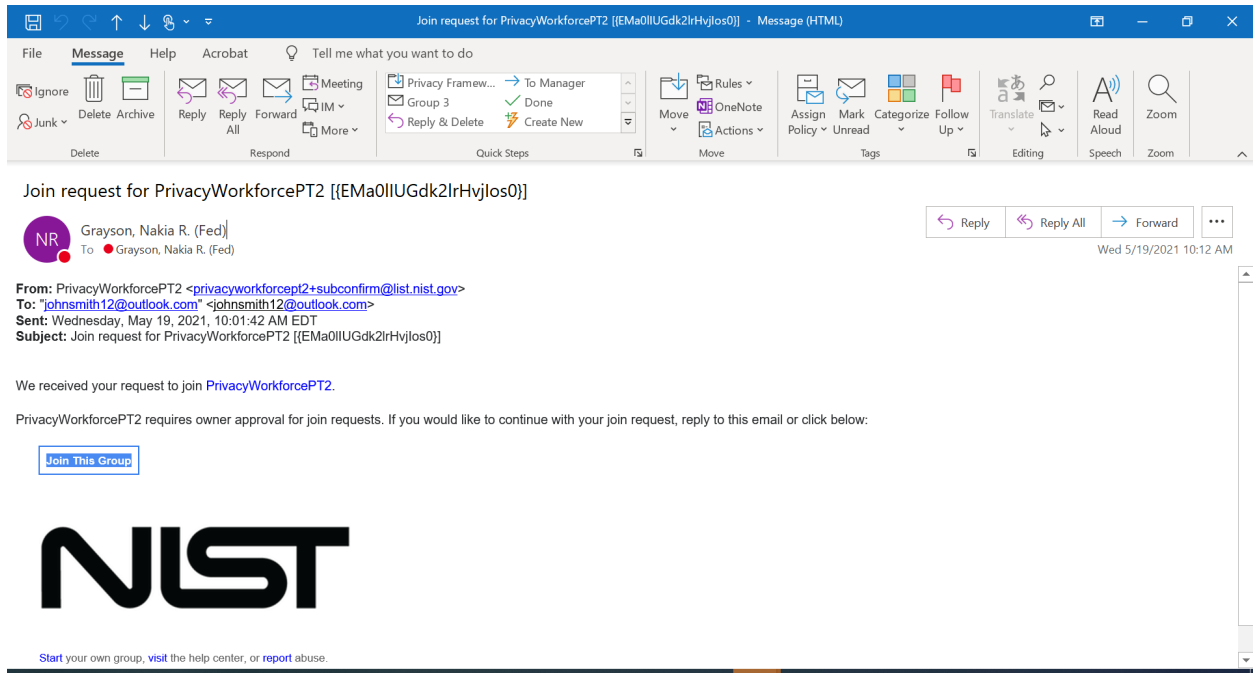 Join request for PrivacyWorkforcePT2 [{EMa0lIUGdk2lrHvjIos0}] - Message (HTML)
File Message Help Acrobat Tell me what you want to do
Ignore
Junk
Delete
Archive
Reply
Reply All
Forward
Meeting
IM
More
Privacy Framew...
To Manager
Group 3
Done
Reply & Delete
Create New
Move
Rules
OneNote
Actions
Assign Policy
Mark Unread
Categorize
Follow Up
Translate
Read Aloud
Zoom
Delete Respond Quick Steps Move Tags Editing Speech Zoom
Join request for PrivacyWorkforcePT2 [{EMa0lIUGdk2lrHvjIos0}]
NR
Grayson, Nakia R. (Fed)
To Grayson, Nakia R. (Fed)
Reply Reply All Forward
Wed 5/19/2021 10:12 AM
From: PrivacyWorkforcePT2 <privacyworkforcept2+subconfirm@list.nist.gov>
To: "johnsmith12@outlook.com" <johnsmith12@outlook.com>
Sent: Wednesday, May 19, 2021, 10:01:42 AM EDT
Subject: Join request for PrivacyWorkforcePT2 [{EMa0lIUGdk2lrHvjIos0}]
We received your request to join PrivacyWorkforcePT2.
PrivacyWorkforcePT2 requires owner approval for join requests. If you would like to continue with your join request, reply to this email or click below:
Join This Group
NIST
Start your own group, visit the help center, or report abuse.